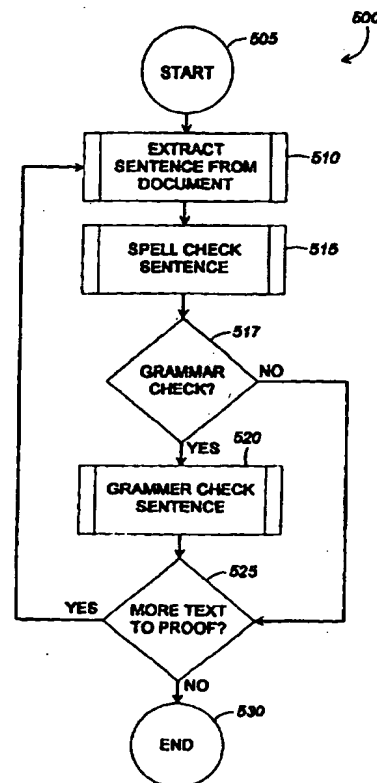 500
505
START
EXTRACT
SENTENCE FROM
DOCUMENT
510
SPELL CHECK
SENTENCE
515
517
GRAMMAR
CHECK?
NO
YES
520
GRAMMER CHECK
SENTENCE
525
YES
MORE TEXT
TO PROOF?
NO
530
END